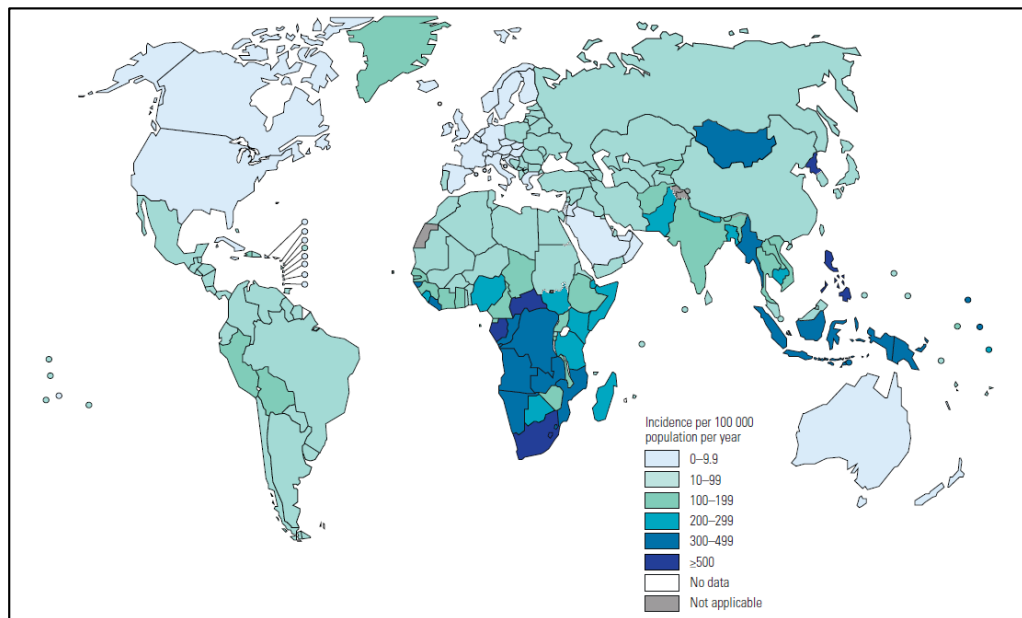 Incidence per 100 000
population per year
0–9.9
10–99
100–199
200–299
300–499
≥500
No data
Not applicable